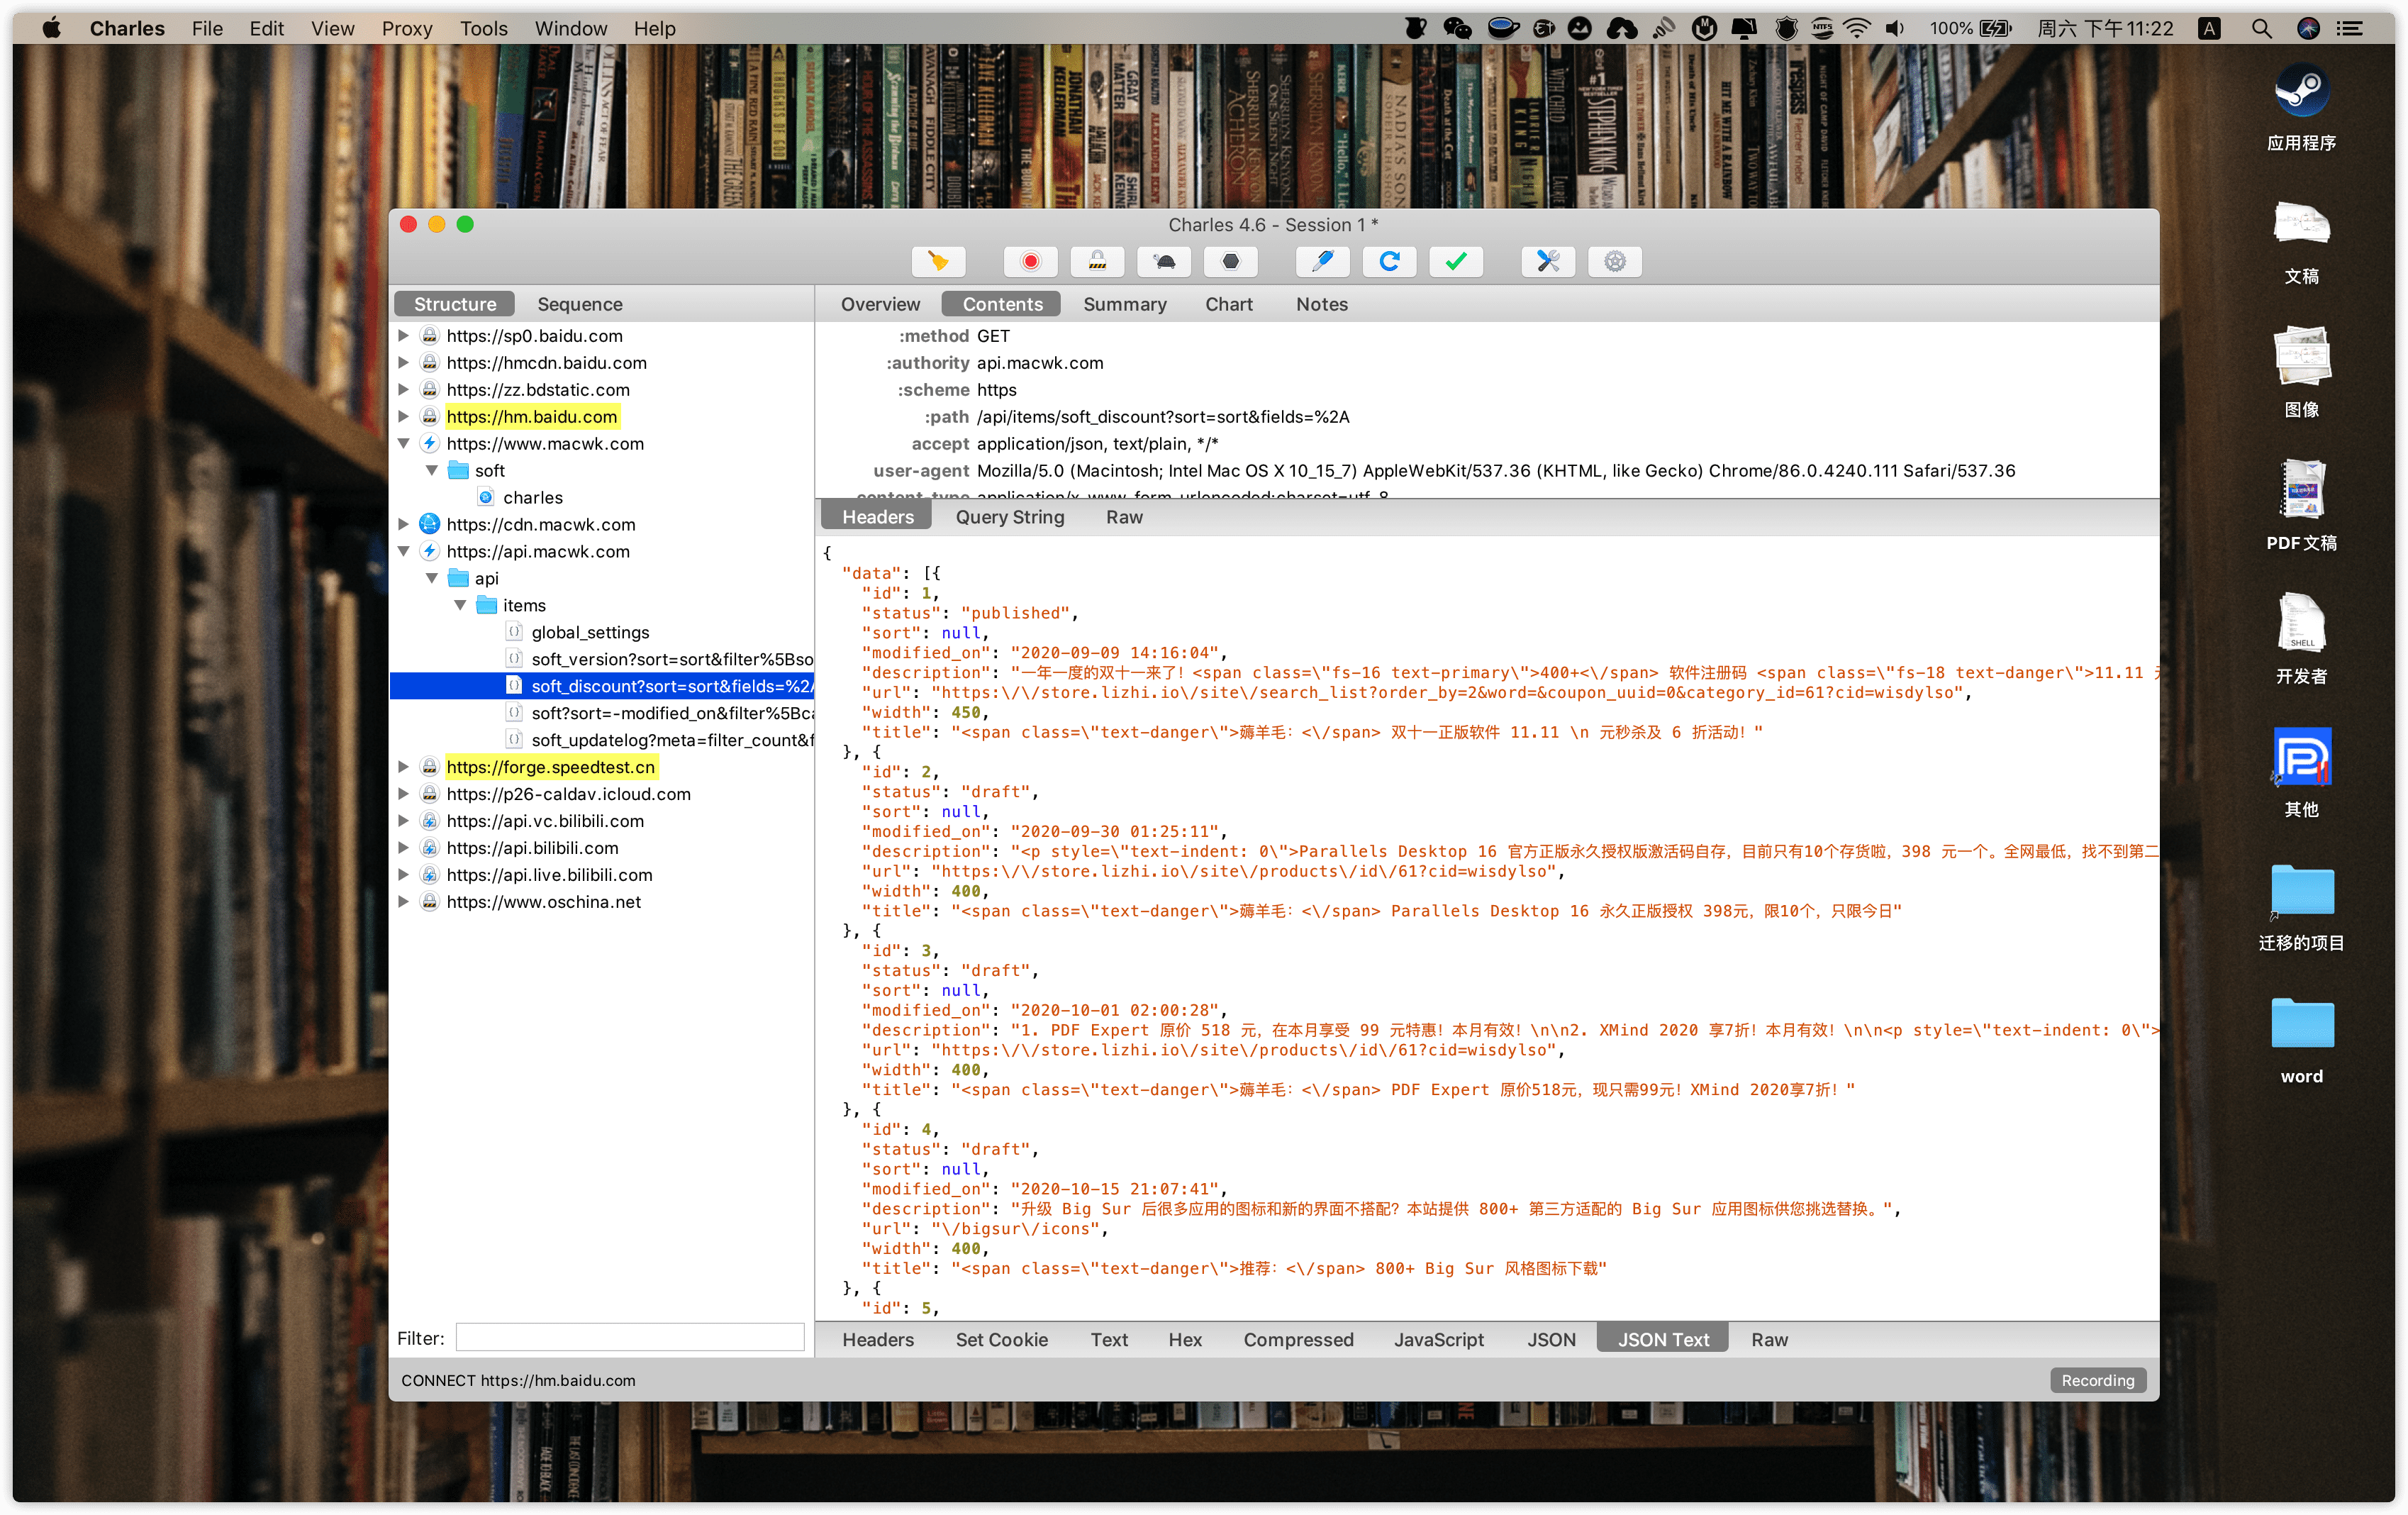 Charles File Edit View Proxy Tools Window Help
NTFS 100% 周六 下午11:22 A
应用程序
文稿
图像
PDF文稿
SHELL
开发者
其他
迁移的项目
word
Charles 4.6 - Session 1 *
Structure Sequence
https://sp0.baidu.com
https://hmcdn.baidu.com
https://zz.bdstatic.com
https://hm.baidu.com
https://www.macwk.com
soft
charles
https://cdn.macwk.com
https://api.macwk.com
api
items
global_settings
soft_version?sort=sort&filter%5Bso
soft_discount?sort=sort&fields=%2A
soft?sort=-modified_on&filter%5Bca
soft_updatelog?meta=filter_count&f
https://forge.speedtest.cn
https://p26-caldav.icloud.com
https://api.vc.bilibili.com
https://api.bilibili.com
https://api.live.bilibili.com
https://www.oschina.net
Filter:
Overview Contents Summary Chart Notes
:method GET
:authority api.macwk.com
:scheme https
:path /api/items/soft_discount?sort=sort&fields=%2A
accept application/json, text/plain, */*
user-agent Mozilla/5.0 (Macintosh; Intel Mac OS X 10_15_7) AppleWebKit/537.36 (KHTML, like Gecko) Chrome/86.0.4240.111 Safari/537.36
content-type application/x-www-form-urlencoded;charset=utf-8
Headers Query String Raw
{
"data": [{
"id": 1,
"status": "published",
"sort": null,
"modified_on": "2020-09-09 14:16:04",
"description": "一年一度的双十一来了！<span class=\"fs-16 text-primary\">400+<\/span> 软件注册码 <span class=\"fs-18 text-danger\">11.11 
"url": "https:\/\/store.lizhi.io\/site\/search_list?order_by=2&word=&coupon_uuid=0&category_id=61?cid=wisdylso",
"width": 450,
"title": "<span class=\"text-danger\">薅羊毛：<\/span> 双十一正版软件 11.11 \n 元秒杀及 6 折活动！"
}, {
"id": 2,
"status": "draft",
"sort": null,
"modified_on": "2020-09-30 01:25:11",
"description": "<p style=\"text-indent: 0\">Parallels Desktop 16 官方正版永久授权版激活码自存，目前只有10个存货啦，398 元一个。全网最低，找不到第二
"url": "https:\/\/store.lizhi.io\/site\/products\/id\/61?cid=wisdylso",
"width": 400,
"title": "<span class=\"text-danger\">薅羊毛：<\/span> Parallels Desktop 16 永久正版授权 398元，限10个，只限今日"
}, {
"id": 3,
"status": "draft",
"sort": null,
"modified_on": "2020-10-01 02:00:28",
"description": "1. PDF Expert 原价 518 元，在本月享受 99 元特惠！本月有效！\n\n2. XMind 2020 享7折！本月有效！\n\n<p style=\"text-indent: 0\">
"url": "https:\/\/store.lizhi.io\/site\/products\/id\/61?cid=wisdylso",
"width": 400,
"title": "<span class=\"text-danger\">薅羊毛：<\/span> PDF Expert 原价518元，现只需99元！XMind 2020享7折！"
}, {
"id": 4,
"status": "draft",
"sort": null,
"modified_on": "2020-10-15 21:07:41",
"description": "升级 Big Sur 后很多应用的图标和新的界面不搭配？本站提供 800+ 第三方适配的 Big Sur 应用图标供您挑选替换。",
"url": "\/bigsur\/icons",
"width": 400,
"title": "<span class=\"text-danger\">推荐：<\/span> 800+ Big Sur 风格图标下载"
}, {
"id": 5,
Headers Set Cookie Text Hex Compressed JavaScript JSON JSON Text Raw
CONNECT https://hm.baidu.com
Recording